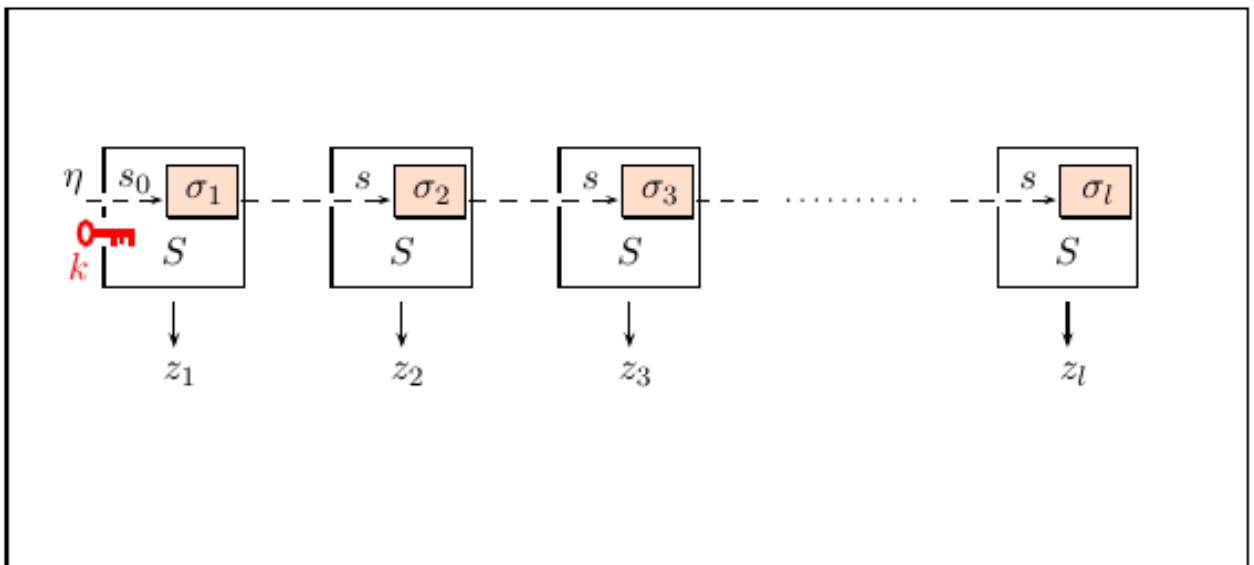 η s₀ σ₁ s σ₂ s σ₃ ......... s σₗ
k S S S S
z₁ z₂ z₃ zₗ